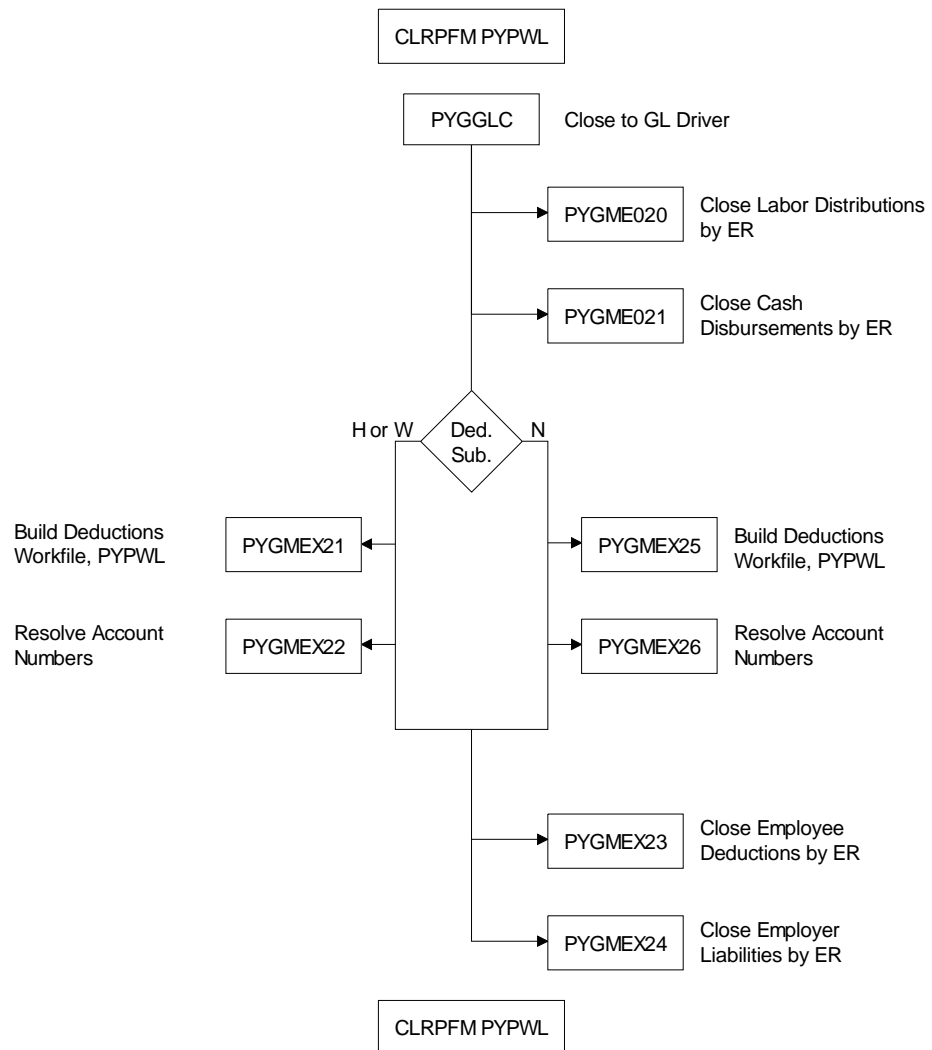 CLRPFM PYPWL
PYGGLC
Close to GL Driver
PYGME020
Close Labor Distributions
by ER
PYGME021
Close Cash
Disbursements by ER
H or W
Ded.
Sub.
N
Build Deductions
Workfile, PYPWL
PYGMEX21
PYGMEX25
Build Deductions
Workfile, PYPWL
Resolve Account
Numbers
PYGMEX22
PYGMEX26
Resolve Account
Numbers
PYGMEX23
Close Employee
Deductions by ER
PYGMEX24
Close Employer
Liabilities by ER
CLRPFM PYPWL